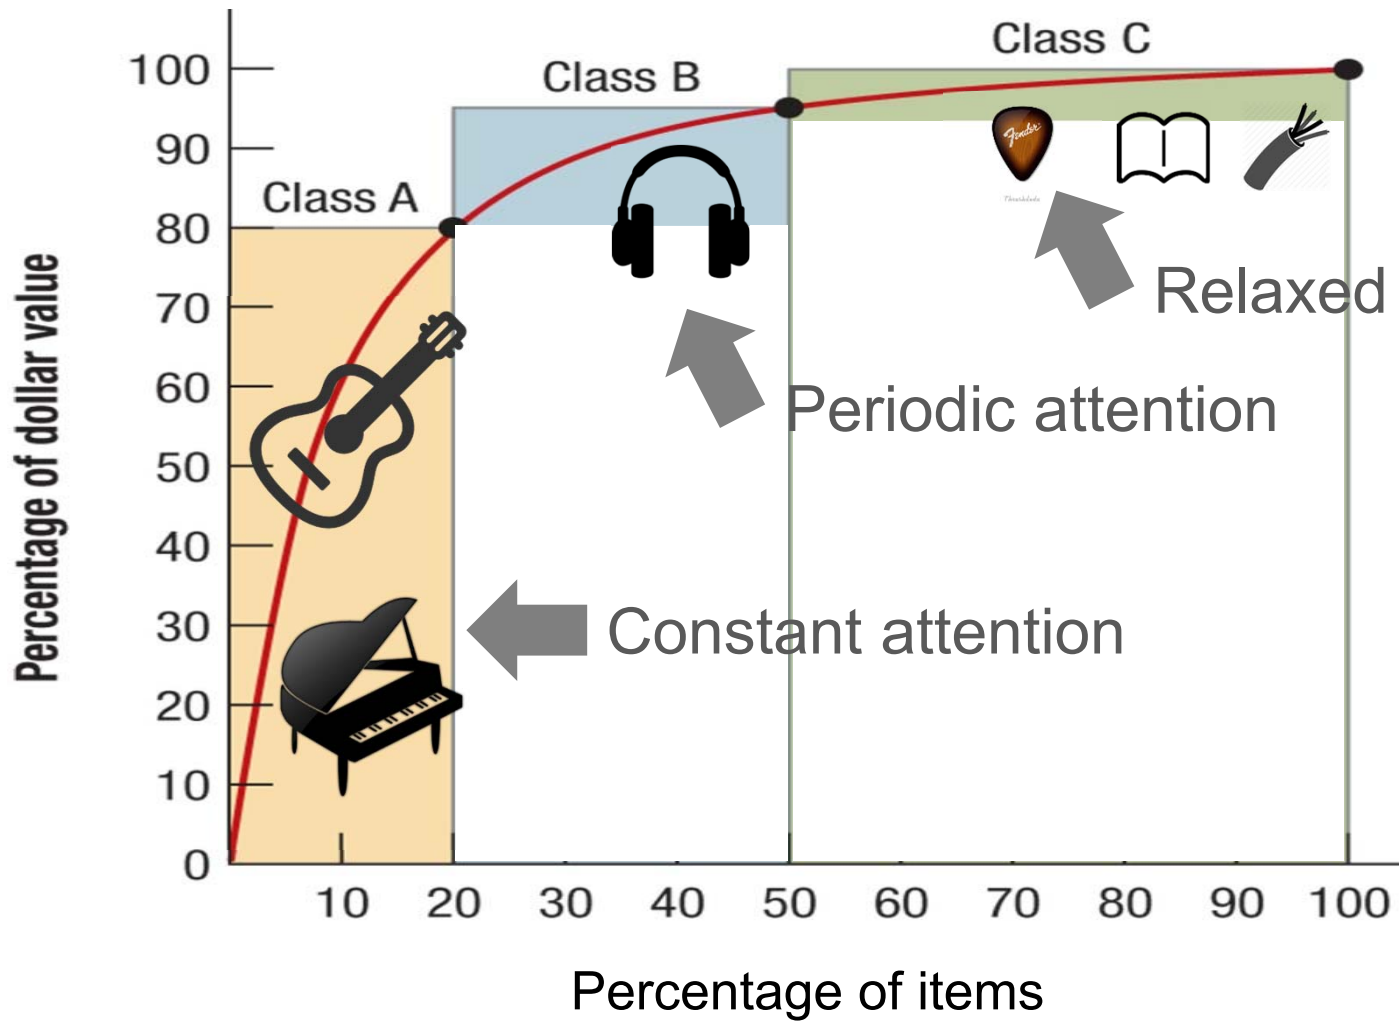 Class C
Class B
Class A
100
90
80
70
60
50
40
30
20
10
0
Percentage of dollar value
Fender
Relaxed
Periodic attention
Constant attention
10 20 30 40 50 60 70 80 90 100
Percentage of items